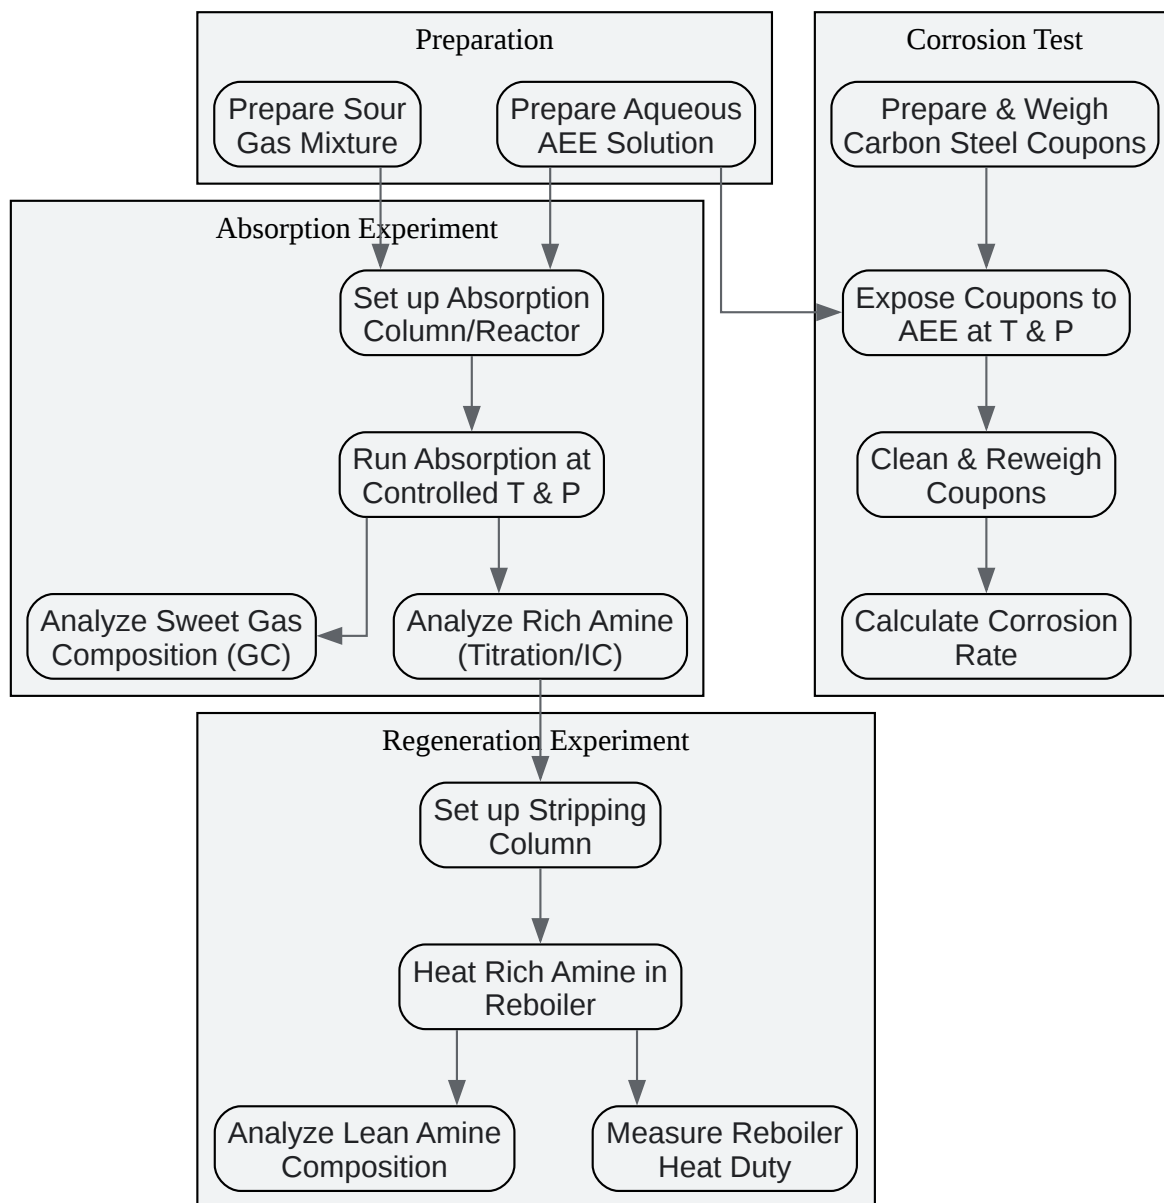 Preparation
Prepare Sour
Gas Mixture
Prepare Aqueous
AEE Solution
Corrosion Test
Prepare & Weigh
Carbon Steel Coupons
Expose Coupons to
AEE at T & P
Clean & Reweigh
Coupons
Calculate Corrosion
Rate
Absorption Experiment
Set up Absorption
Column/Reactor
Run Absorption at
Controlled T & P
Analyze Sweet Gas
Composition (GC)
Analyze Rich Amine
(Titration/IC)
Regeneration Experiment
Set up Stripping
Column
Heat Rich Amine in
Reboiler
Analyze Lean Amine
Composition
Measure Reboiler
Heat Duty